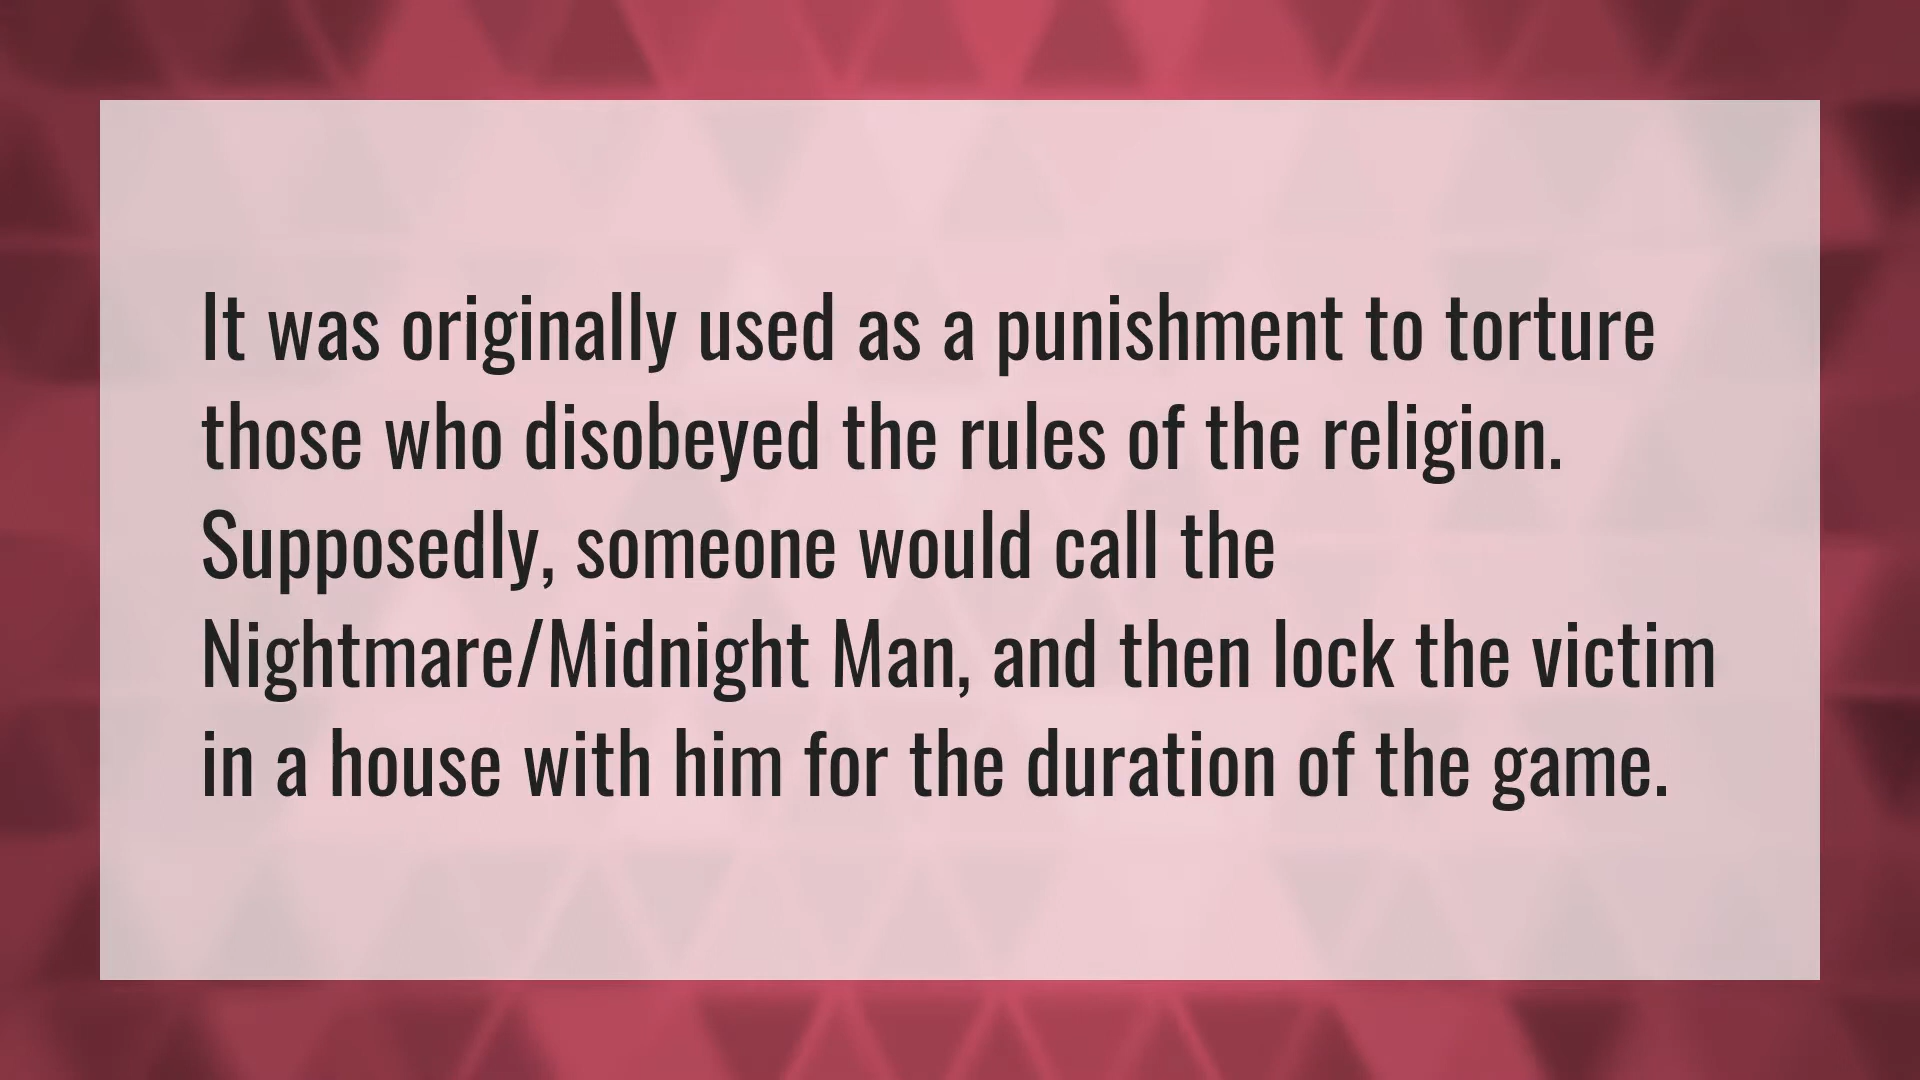 It was originally used as a punishment to torture
those who disobeyed the rules of the religion.
Supposedly, someone would call the
Nightmare/Midnight Man, and then lock the victim
in a house with him for the duration of the game.